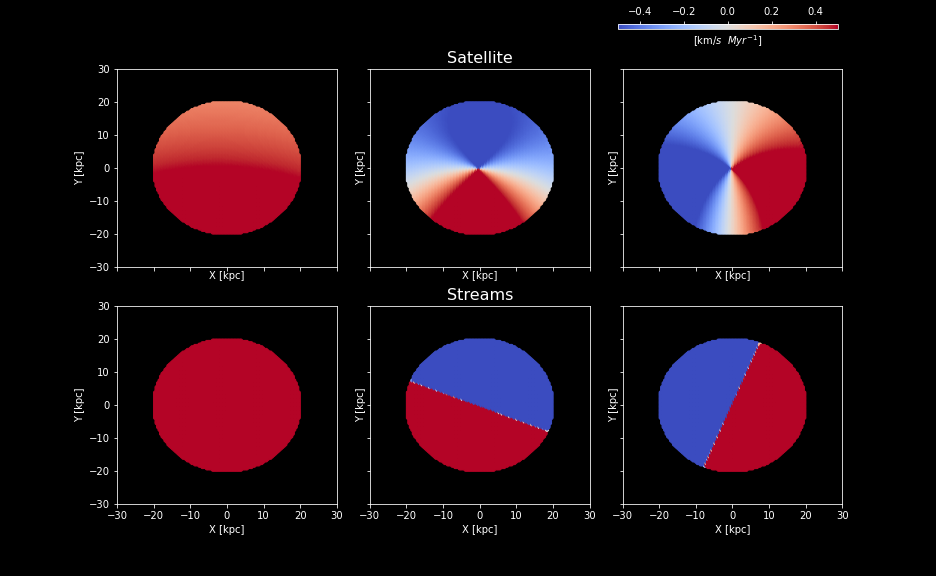 −0.4 −0.2 0.0 0.2 0.4
[km/s Myr⁻¹]
Satellite
30
20
10
0
−10
−20
−30
Y [kpc]
Y [kpc]
Y [kpc]
X [kpc]
X [kpc]
X [kpc]
Streams
30
20
10
0
−10
−20
−30
Y [kpc]
Y [kpc]
Y [kpc]
−30 −20 −10 0 10 20 30
−30 −20 −10 0 10 20 30
−30 −20 −10 0 10 20 30
X [kpc]
X [kpc]
X [kpc]